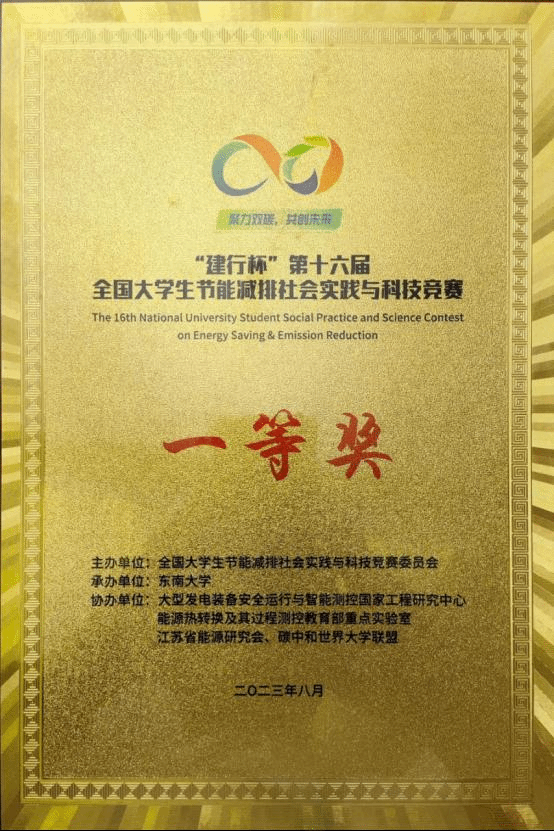 聚力双碳，共创未来
“建行杯”第十六届
全国大学生节能减排社会实践与科技竞赛
The 16th National University Student Social Practice and Science Contest
on Energy Saving & Emission Reduction
一等奖
主办单位：全国大学生节能减排社会实践与科技竞赛委员会
承办单位：东南大学
协办单位：大型发电装备安全运行与智能测控国家工程研究中心
能源热转换及其过程测控教育部重点实验室
江苏省能源研究会、碳中和世界大学联盟
二〇二三年八月